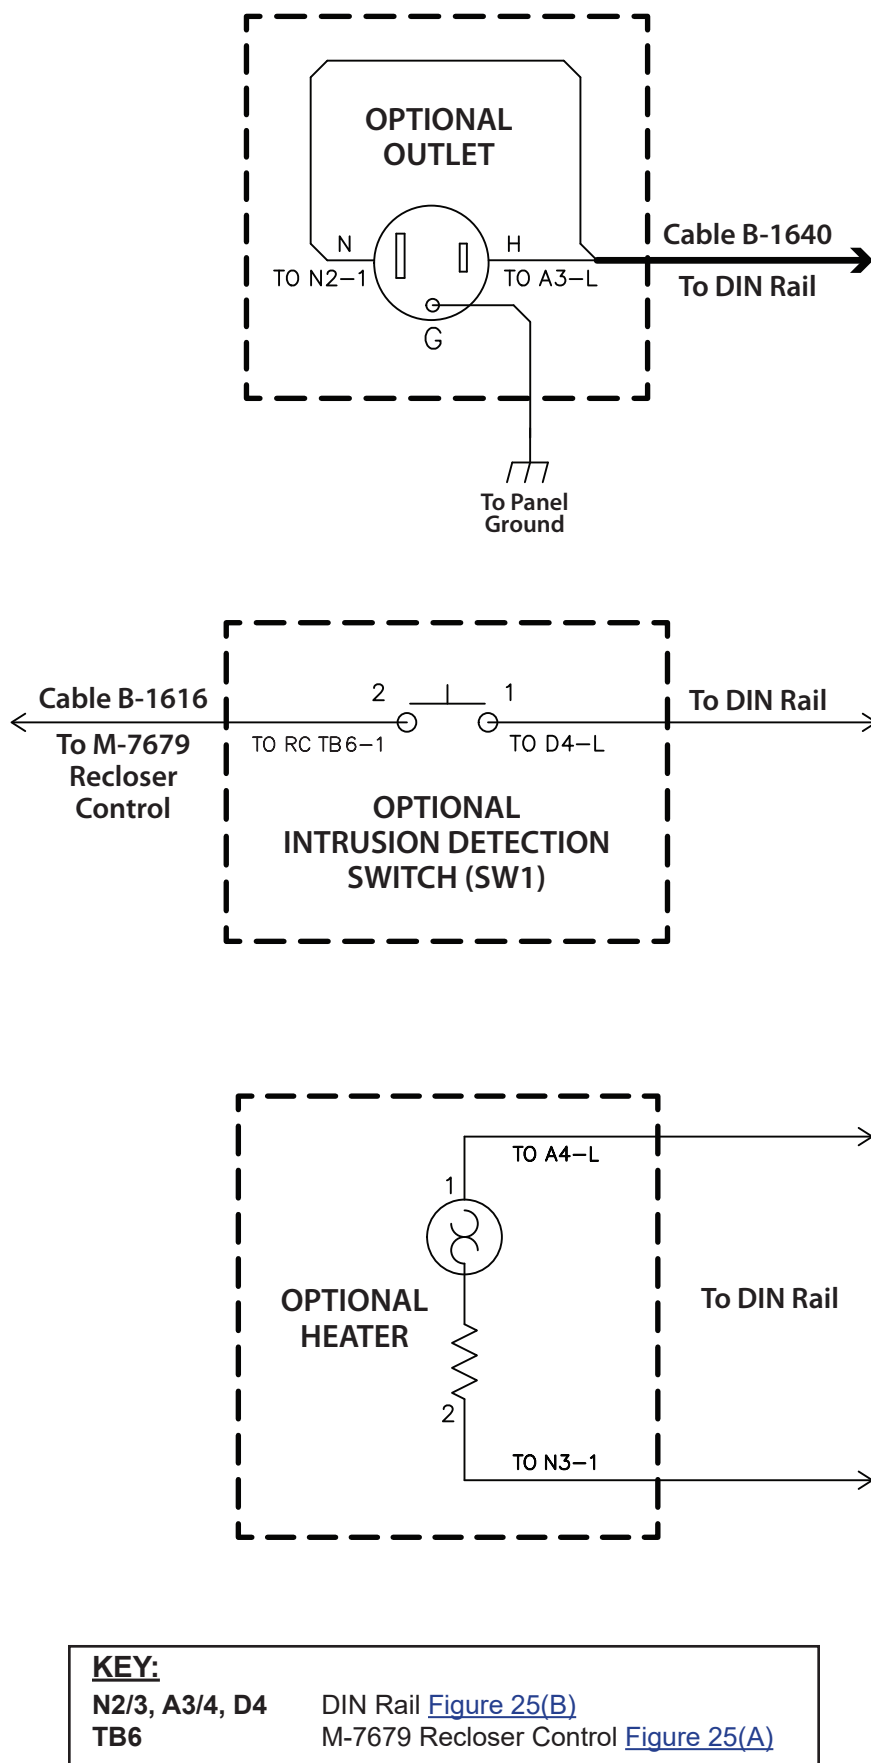 OPTIONAL
OUTLET
N
H
Cable B-1640
TO N2-1
TO A3-L
To DIN Rail
G
To Panel
Ground
Cable B-1616
2
1
To DIN Rail
To M-7679
Recloser
Control
TO RC TB6-1
TO D4-L
OPTIONAL
INTRUSION DETECTION
SWITCH (SW1)
TO A4-L
1
OPTIONAL
HEATER
To DIN Rail
2
TO N3-1
KEY:
N2/3, A3/4, D4 DIN Rail Figure 25(B)
TB6 M-7679 Recloser Control Figure 25(A)